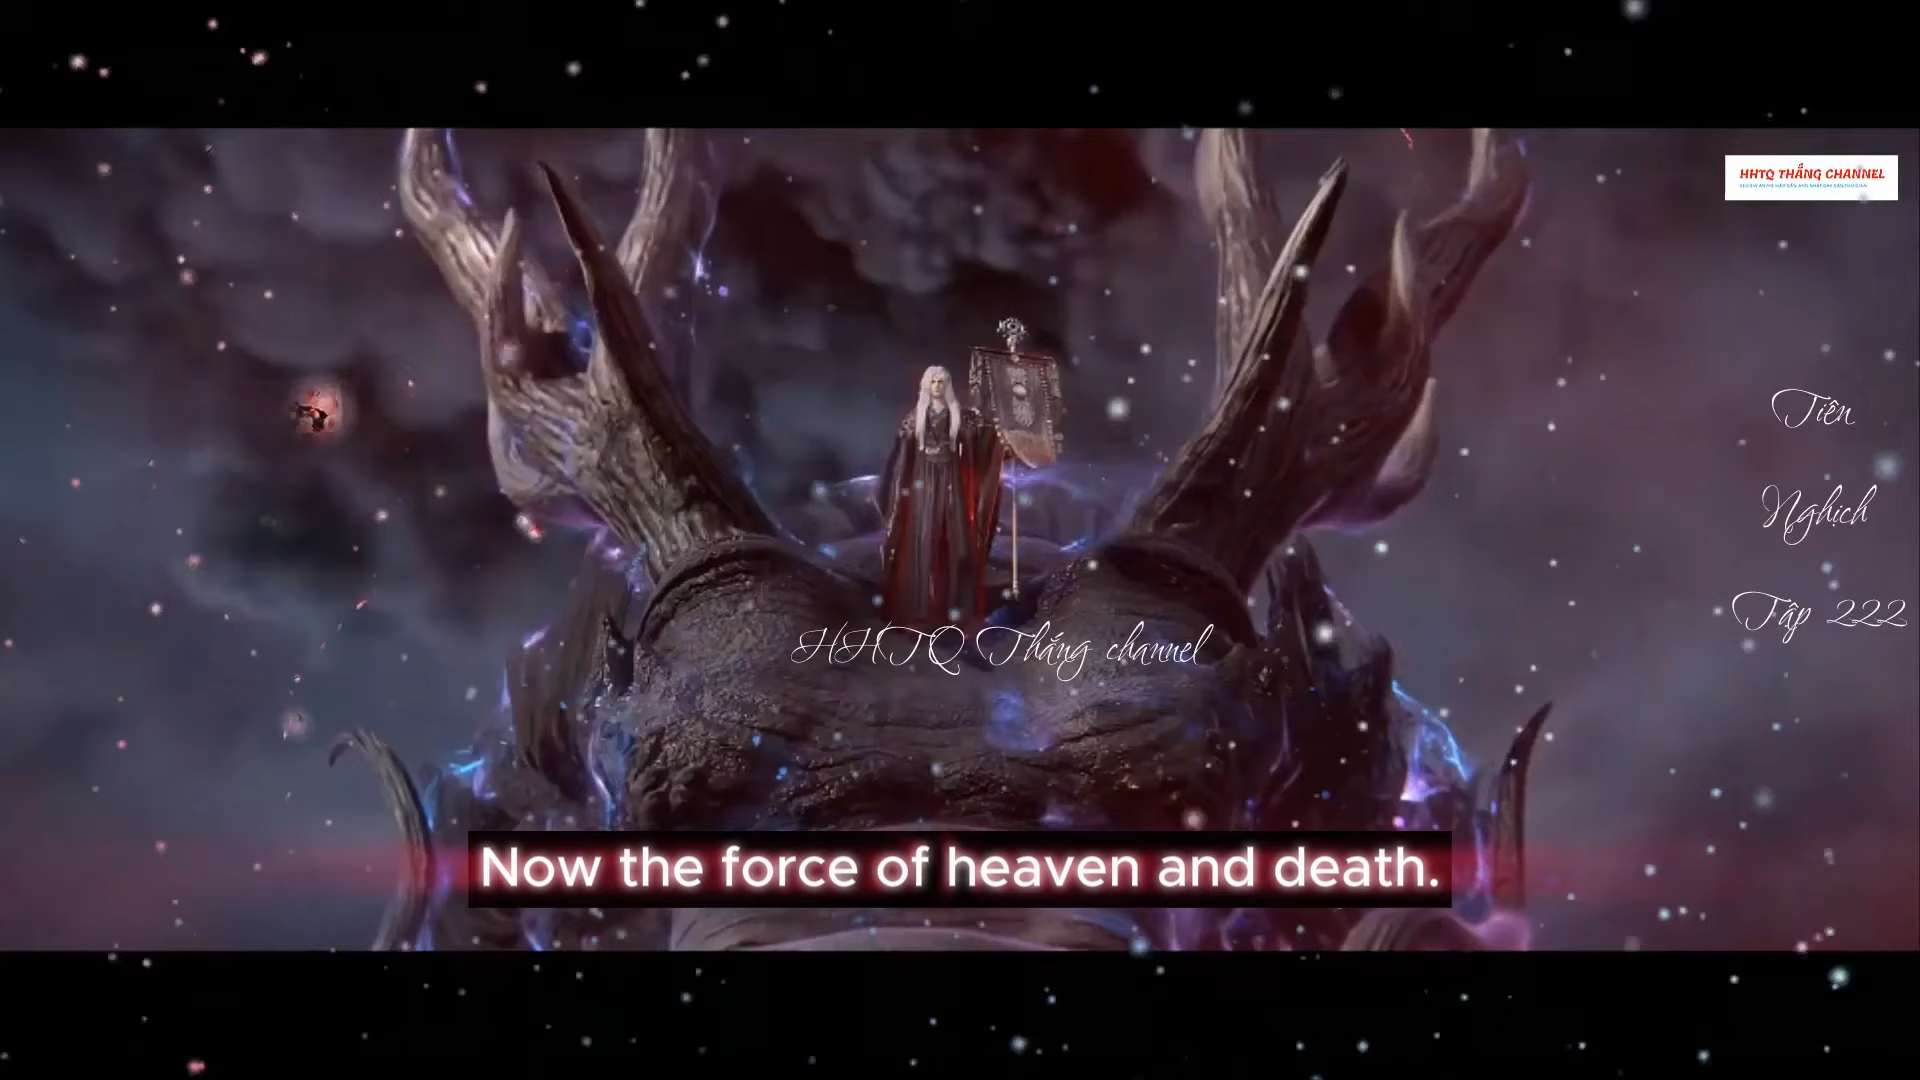 HHTQ THẮNG CHANNEL
Tiên
Nghịch
Tập 222
HHTQ Thắng channel
Now the force of heaven and death.